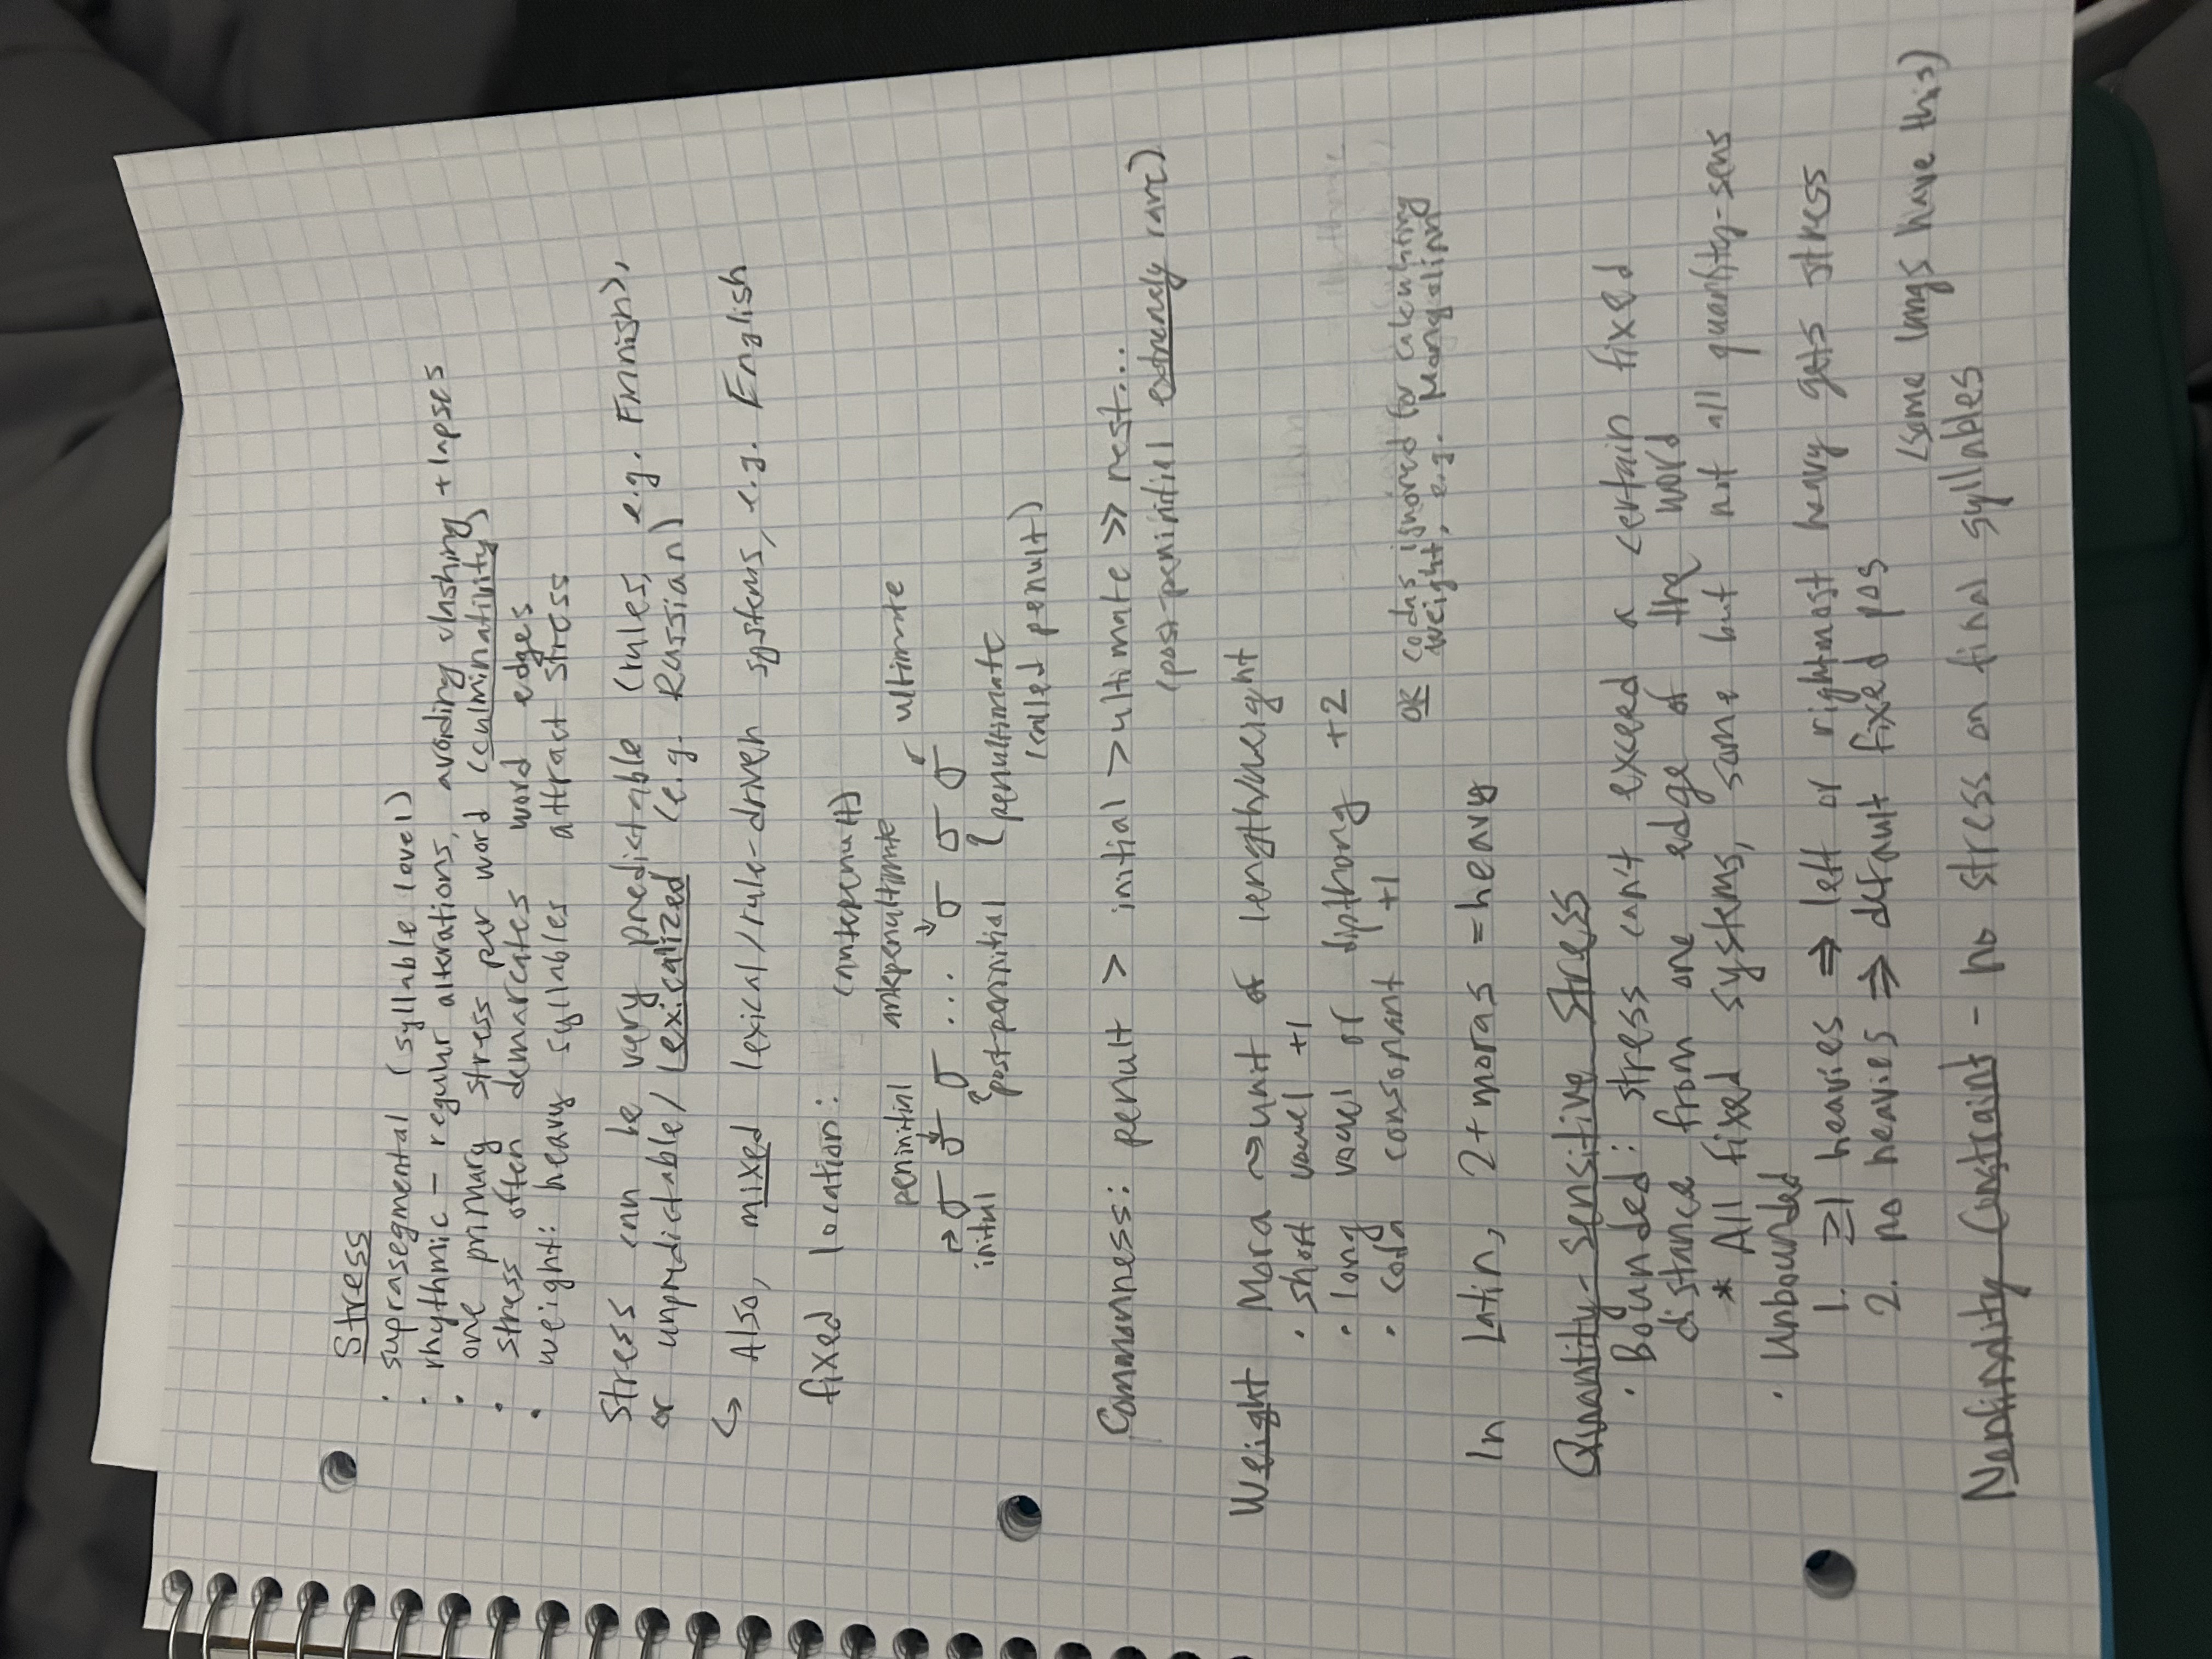 Stress
· suprasegmental (syllable level)
· rhythmic – regular alterations, avoiding clashing + lapses
· one primary stress per word (culminativity)
· stress often demarcates word edges
· weight: heavy syllables attract stress
Stress can be very predictable (rules, e.g. Finnish),
or unpredictable/lexicalized (e.g. Russian)
↳ Also, mixed lexical/rule-driven systems, e.g. English
fixed location:
(antepenult)
peninitial antepenultimate ultimate
→σ σ σ ... σ σ σ
initial post-peninitial penultimate
(called penult)
Commonness: penult > initial > ultimate >> rest...
(post-peninitial extremely rare)
Weight Mora ~> unit of length/weight
· short vowel +1
· long vowel or dipthong +2
· coda consonant +1
OR codas ignored for calculating
weight, e.g. Mongolian
In Latin, 2+ moras = heavy
Quantity-sensitive stress
· Bounded: stress can't exceed a certain fixed
distance from one edge of the word
* All fixed systems, some but not all quantity-sens
· Unbounded
1. ≥1 heavies ⇒ left or rightmost heavy gets stress
2. no heavies ⇒ default fixed pos
(some langs have this)
Nonfinality Constraint – no stress on final syllables